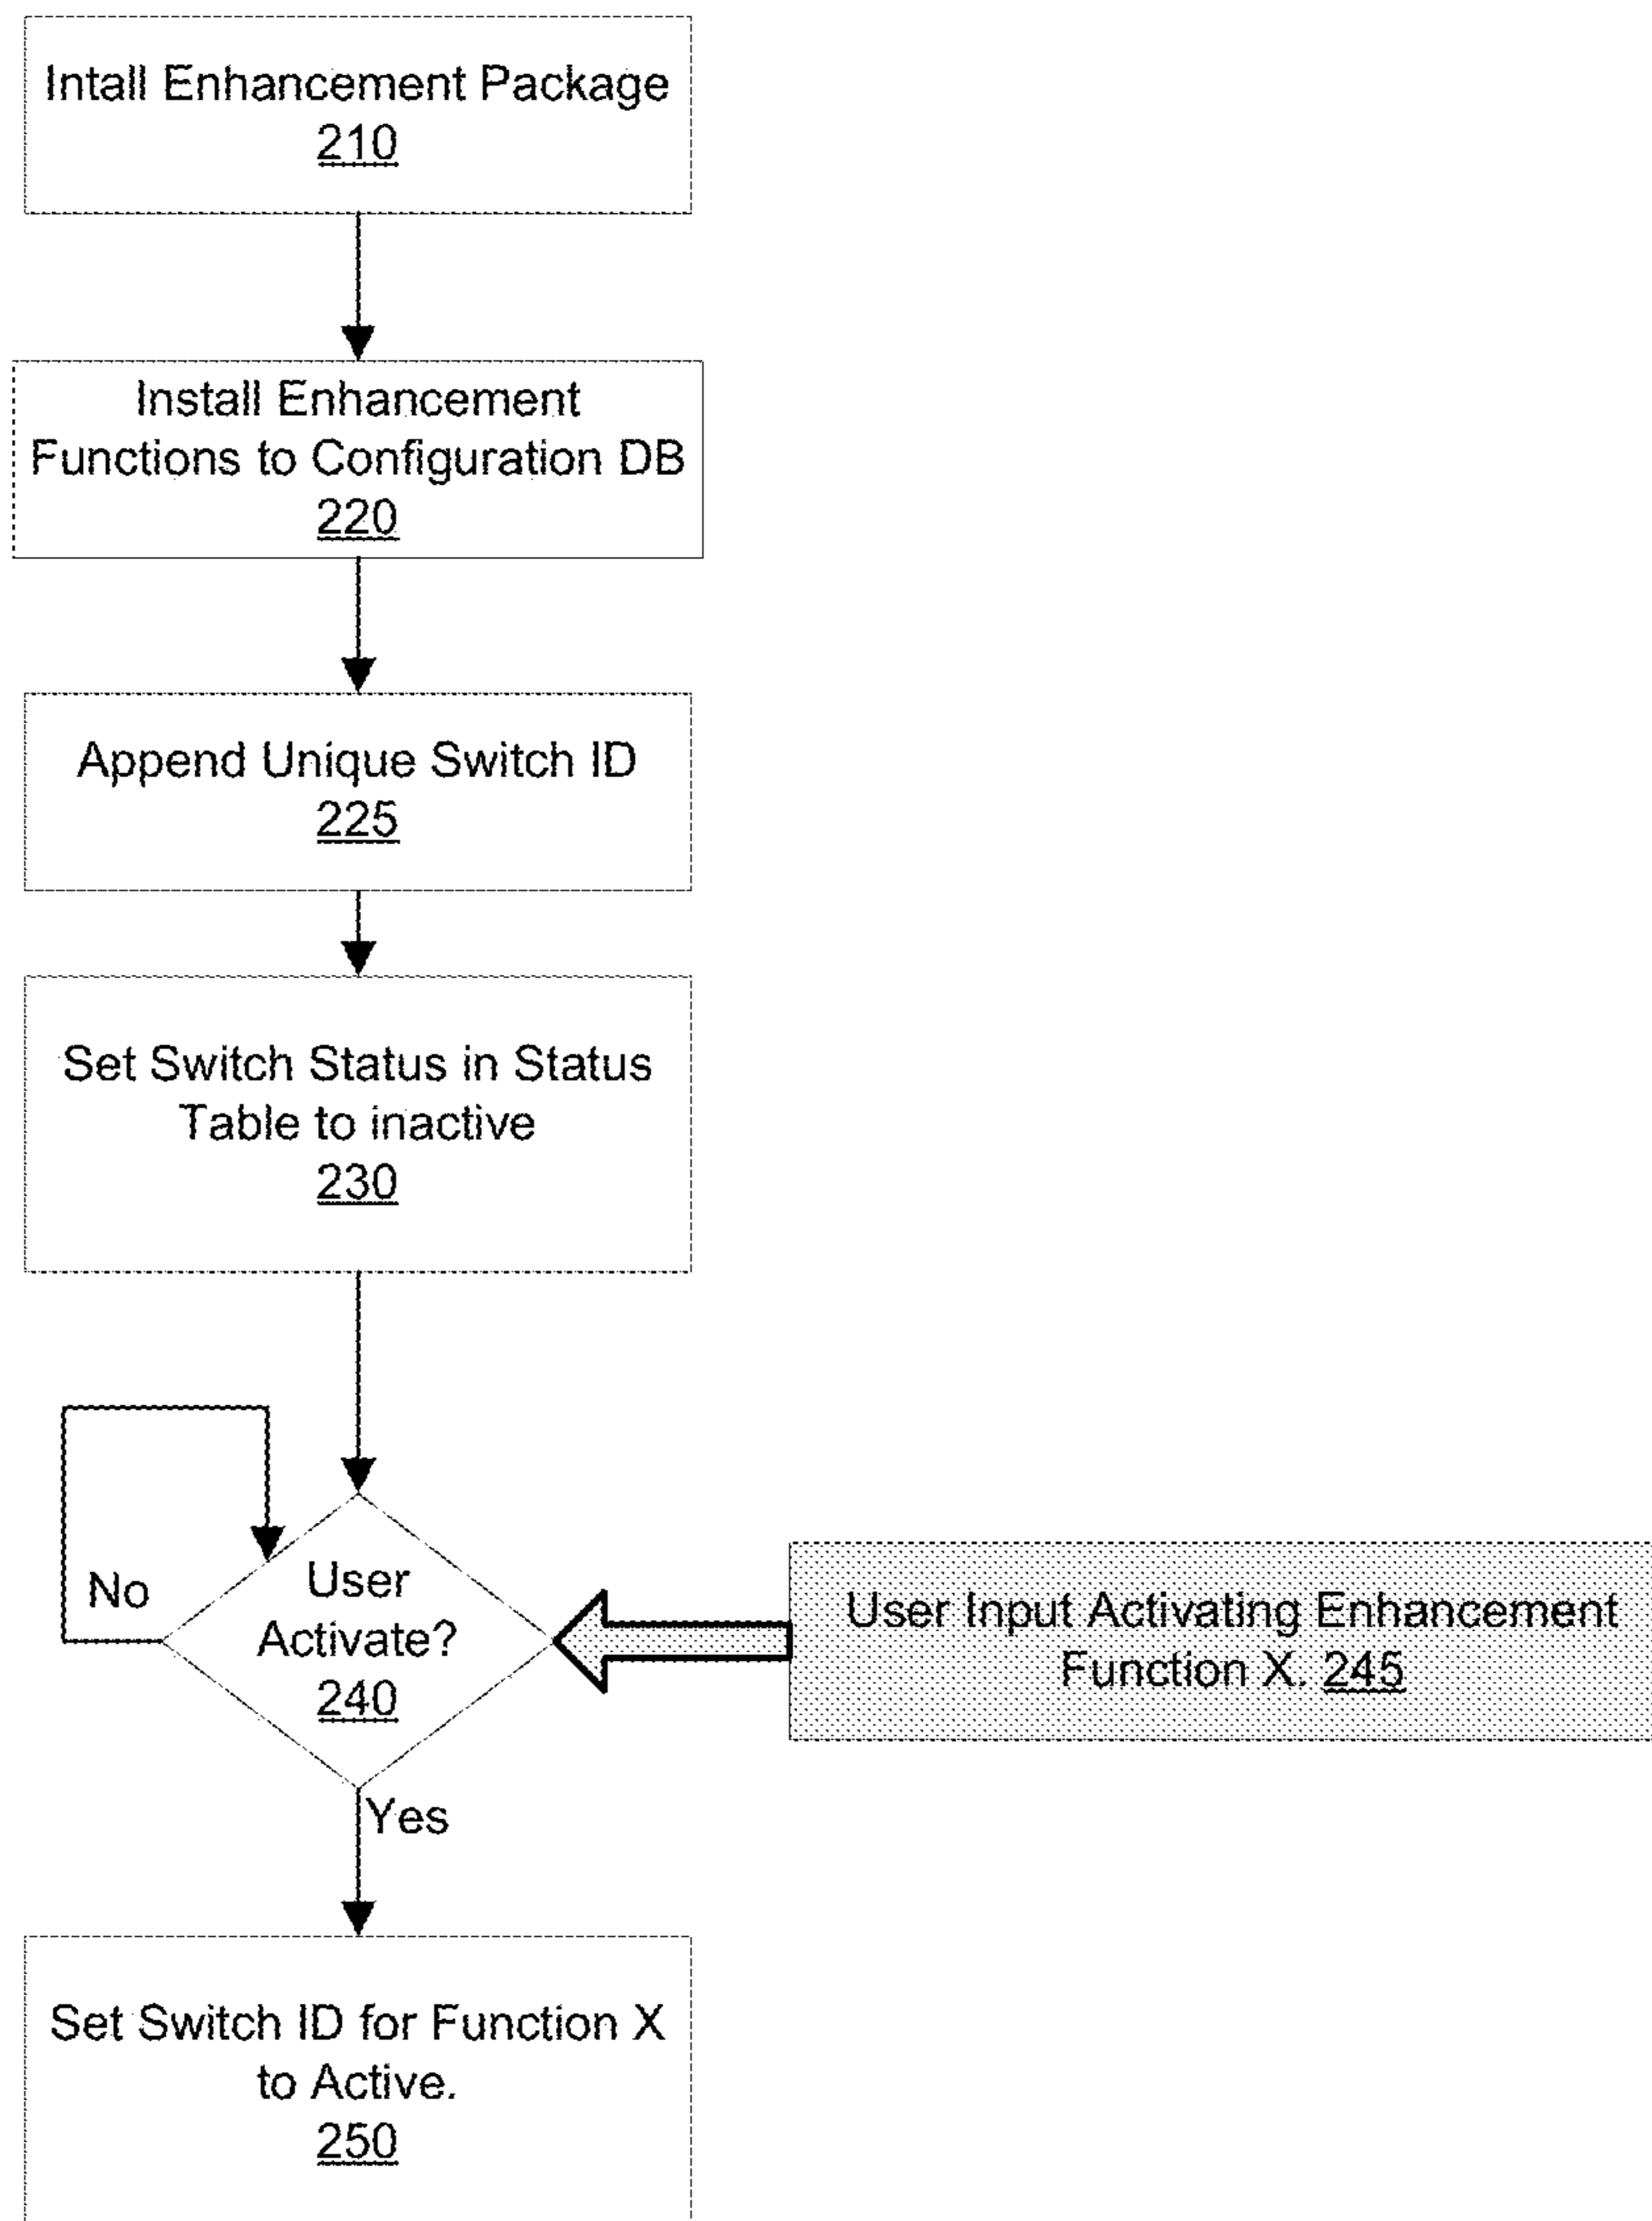 Intall Enhancement Package
210
Install Enhancement
Functions to Configuration DB
220
Append Unique Switch ID
225
Set Switch Status in Status
Table to inactive
230
No
User
Activate?
240
User Input Activating Enhancement
Function X. 245
Yes
Set Switch ID for Function X
to Active.
250